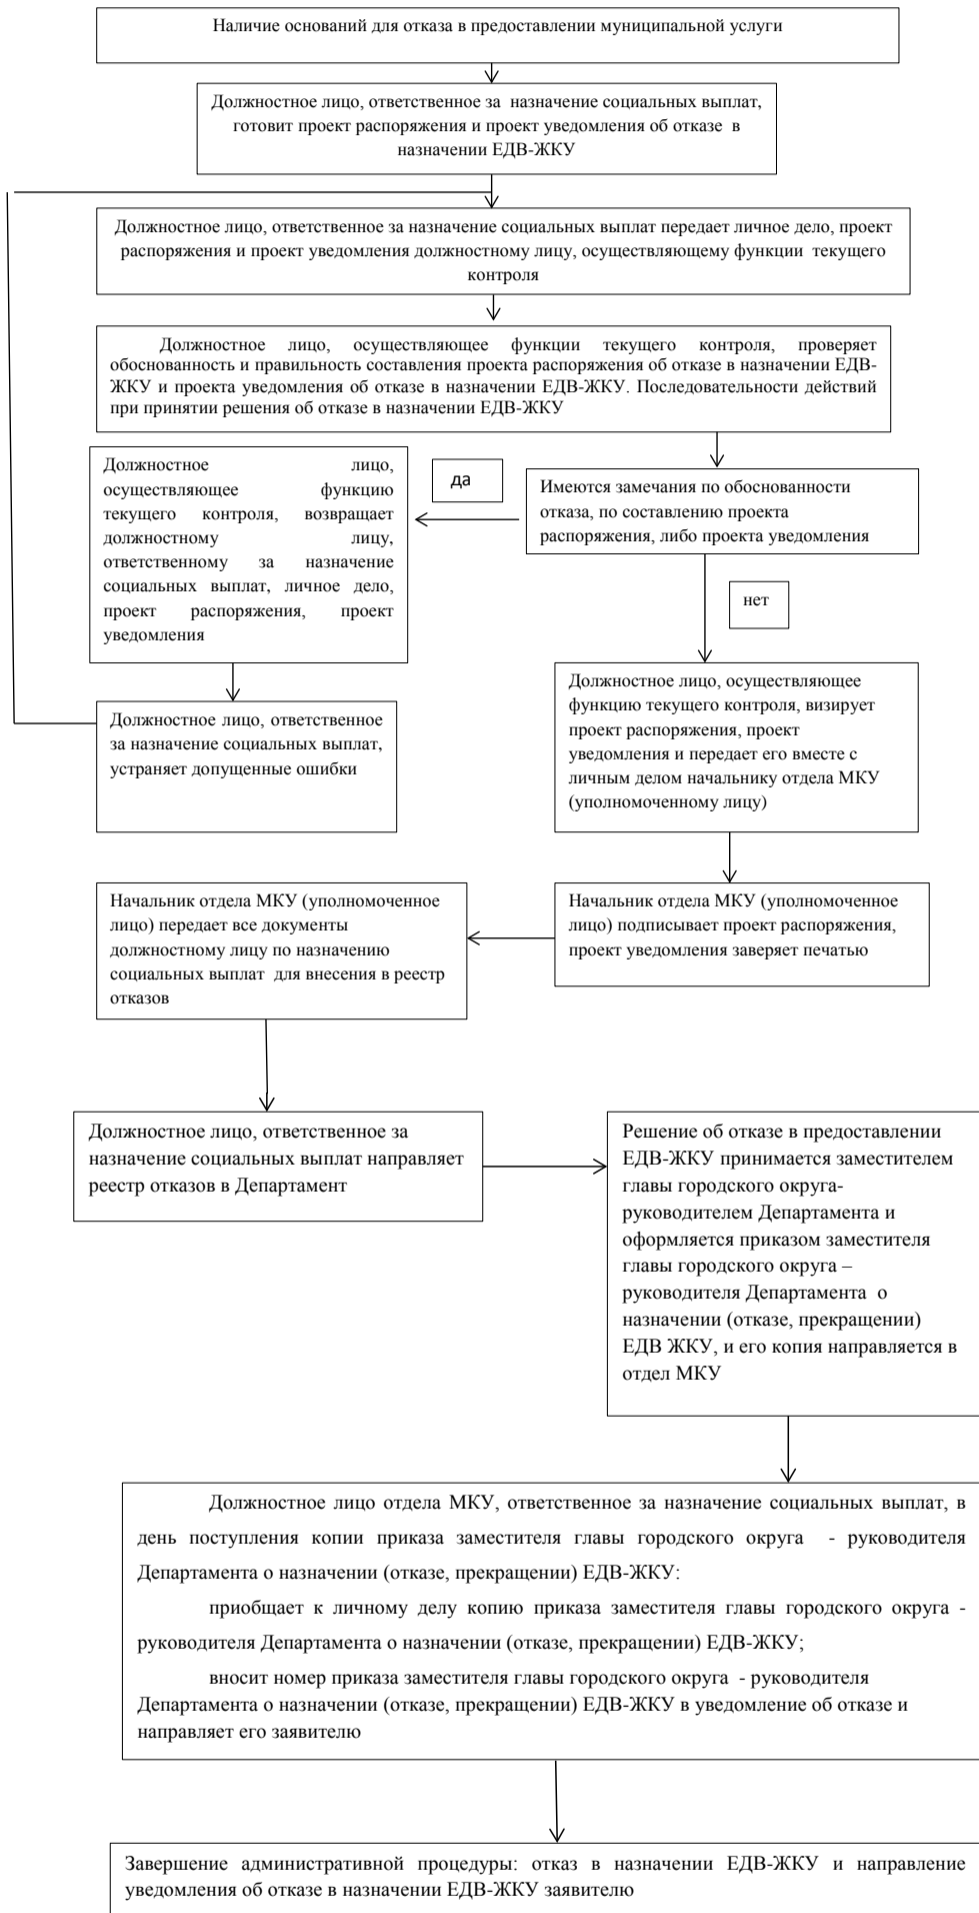 Наличие оснований для отказа в предоставлении муниципальной услуги
Должностное лицо, ответственное за назначение социальных выплат,
готовит проект распоряжения и проект уведомления об отказе в
назначении ЕДВ-ЖКУ
Должностное лицо, ответственное за назначение социальных выплат передает личное дело, проект
распоряжения и проект уведомления должностному лицу, осуществляющему функции текущего
контроля
Должностное лицо, осуществляющее функции текущего контроля, проверяет
обоснованность и правильность составления проекта распоряжения об отказе в назначении ЕДВ-
ЖКУ и проекта уведомления об отказе в назначении ЕДВ-ЖКУ. Последовательности действий
при принятии решения об отказе в назначении ЕДВ-ЖКУ
Должностное лицо,
осуществляющее функцию
текущего контроля, возвращает
должностному лицу,
ответственному за назначение
социальных выплат, личное дело,
проект распоряжения, проект
уведомления
да
Имеются замечания по обоснованности
отказа, по составлению проекта
распоряжения, либо проекта уведомления
нет
Должностное лицо, ответственное
за назначение социальных выплат,
устраняет допущенные ошибки
Должностное лицо, осуществляющее
функцию текущего контроля, визирует
проект распоряжения, проект
уведомления и передает его вместе с
личным делом начальнику отдела МКУ
(уполномоченному лицу)
Начальник отдела МКУ (уполномоченное
лицо) передает все документы
должностному лицу по назначению
социальных выплат для внесения в реестр
отказов
Начальник отдела МКУ (уполномоченное
лицо) подписывает проект распоряжения,
проект уведомления заверяет печатью
Должностное лицо, ответственное за
назначение социальных выплат направляет
реестр отказов в Департамент
Решение об отказе в предоставлении
ЕДВ-ЖКУ принимается заместителем
главы городского округа-
руководителем Департамента и
оформляется приказом заместителя
главы городского округа –
руководителя Департамента о
назначении (отказе, прекращении)
ЕДВ ЖКУ, и его копия направляется в
отдел МКУ
Должностное лицо отдела МКУ, ответственное за назначение социальных выплат, в
день поступления копии приказа заместителя главы городского округа - руководителя
Департамента о назначении (отказе, прекращении) ЕДВ-ЖКУ:
приобщает к личному делу копию приказа заместителя главы городского округа -
руководителя Департамента о назначении (отказе, прекращении) ЕДВ-ЖКУ;
вносит номер приказа заместителя главы городского округа - руководителя
Департамента о назначении (отказе, прекращении) ЕДВ-ЖКУ в уведомление об отказе и
направляет его заявителю
Завершение административной процедуры: отказ в назначении ЕДВ-ЖКУ и направление
уведомления об отказе в назначении ЕДВ-ЖКУ заявителю